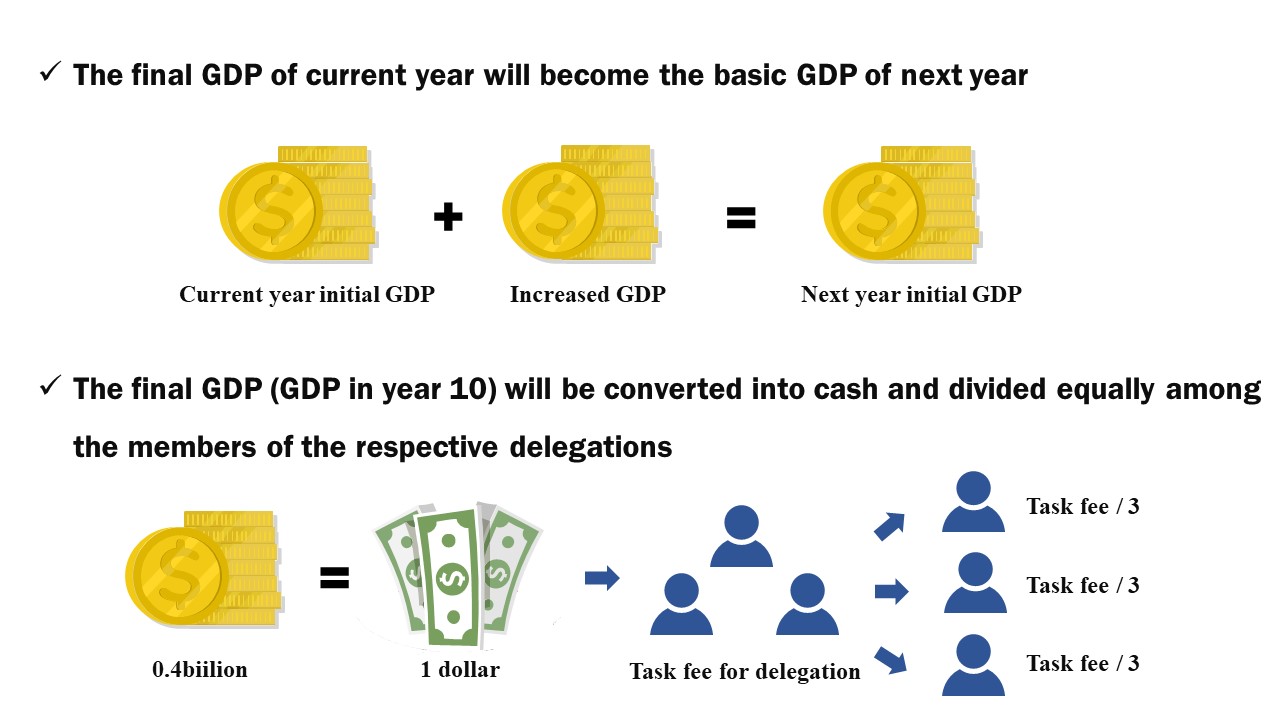 ✓ The final GDP of current year will become the basic GDP of next year
+
=
Current year initial GDP
Increased GDP
Next year initial GDP
✓ The final GDP (GDP in year 10) will be converted into cash and divided equally among
the members of the respective delegations
=
0.4biilion
1 dollar
Task fee for delegation
Task fee / 3
Task fee / 3
Task fee / 3